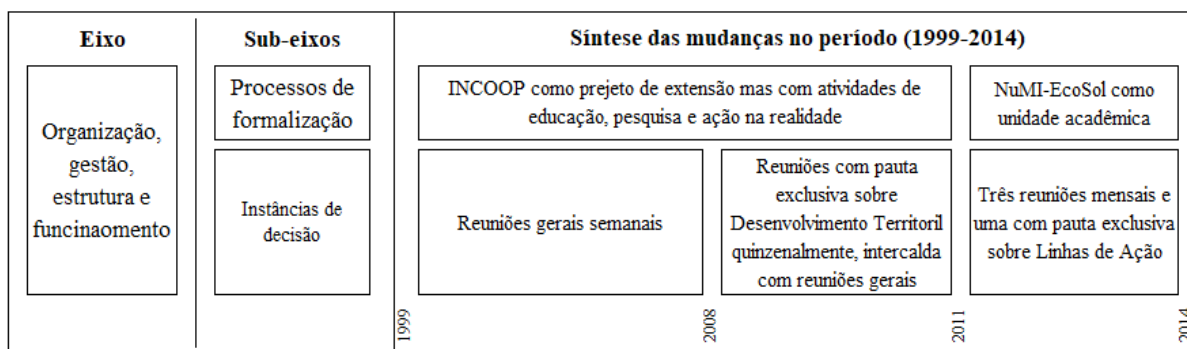 Eixo
Sub-eixos
Síntese das mudanças no período (1999-2014)
Organização,
gestão,
estrutura e
funcinaomento
Processos de
formalização
INCOOP como prejeto de extensão mas com atividades de
educação, pesquisa e ação na realidade
NuMI-EcoSol como
unidade acadêmica
Instâncias de
decisão
Reuniões gerais semanais
Reuniões com pauta
exclusiva sobre
Desenvolvimento Territoril
quinzenalmente, intercalda
com reuniões gerais
Três reuniões mensais e
uma com pauta exclusiva
sobre Linhas de Ação
1999
2008
2011
2014